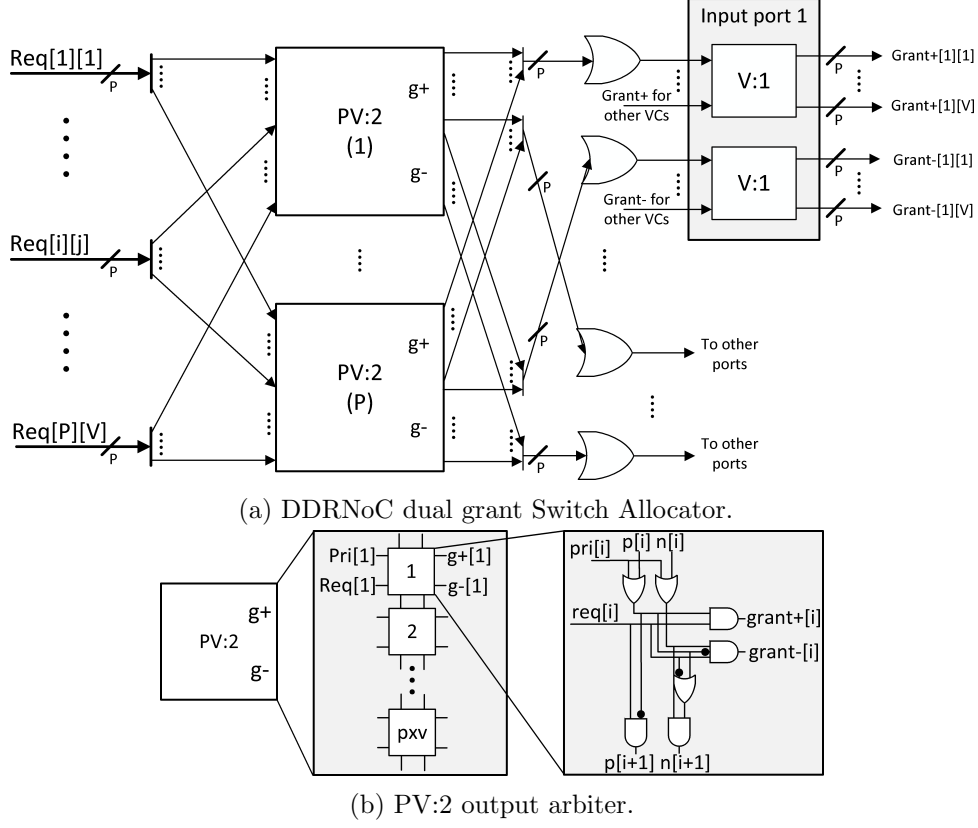 Input port 1
Req[1][1]
P
PV:2
(1)
g+
g-
P
V:1
P
Grant+[1][1]
Grant+ for
other VCs
P
Grant+[1][V]
P
P
Grant-[1][1]
V:1
Grant- for
other VCs
P
Grant-[1][V]
Req[i][j]
P
PV:2
(P)
g+
g-
P
To other
ports
Req[P][V]
P
P
To other
ports
(a) DDRNoC dual grant Switch Allocator.
PV:2
g+
g-
Pri[1]
Req[1]
1
g+[1]
g-[1]
2
pxv
pri[i]
p[i]
n[i]
req[i]
grant+[i]
grant-[i]
p[i+1]
n[i+1]
(b) PV:2 output arbiter.